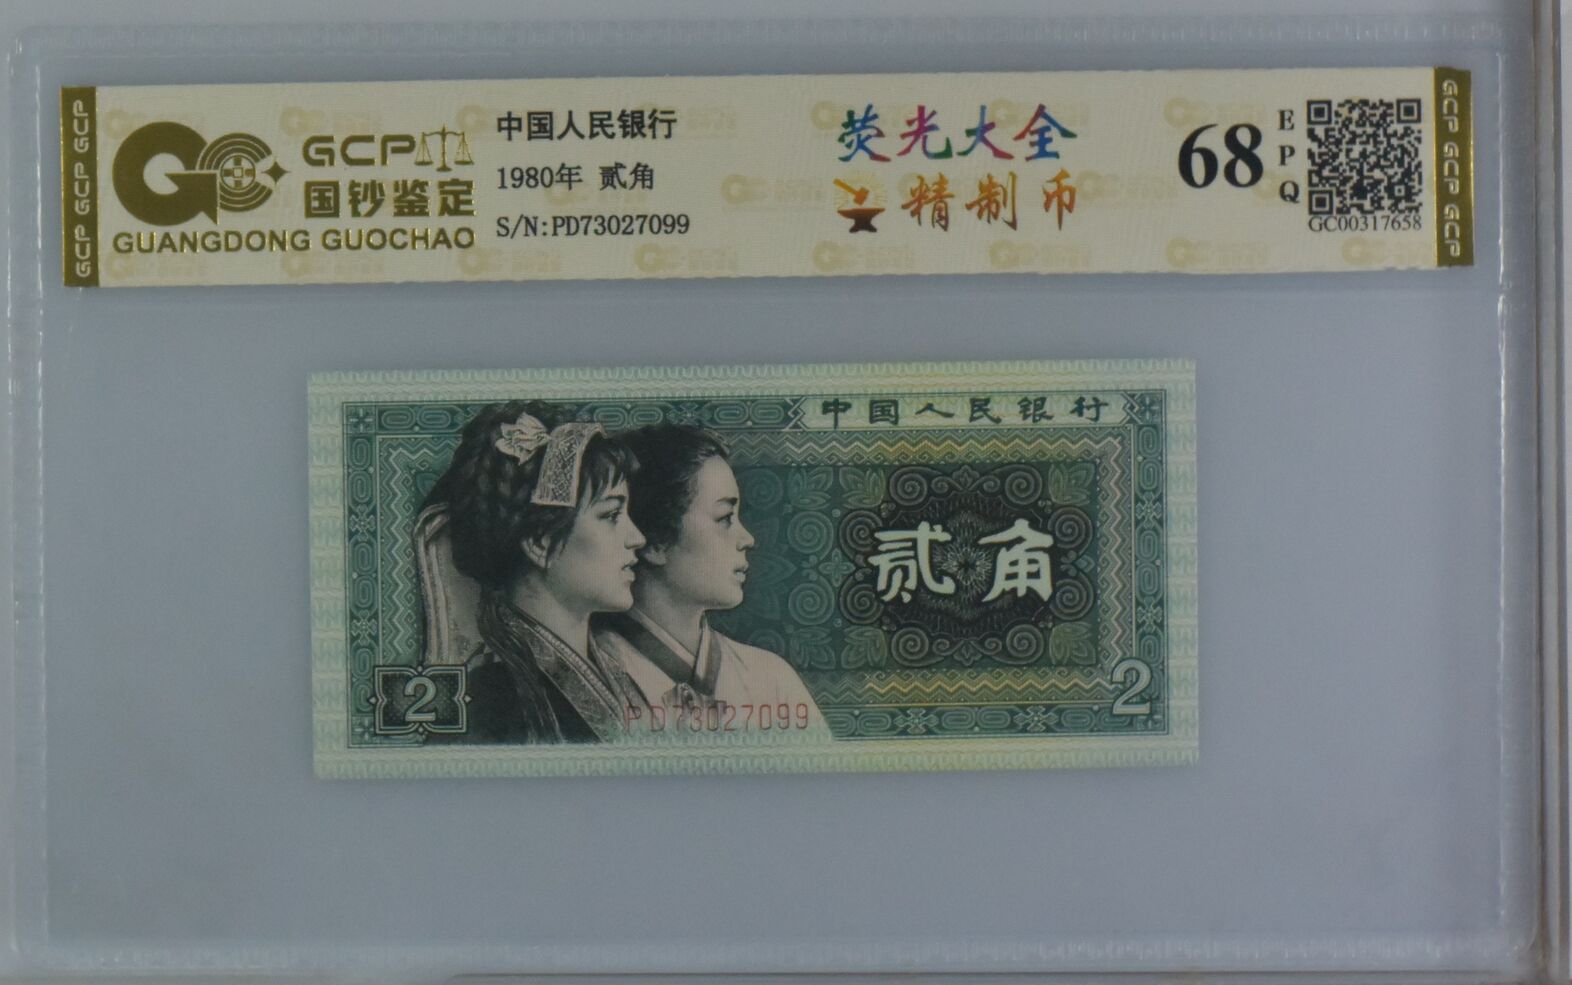 GCP GCP GCP
GCP
国钞鉴定
GUANGDONG GUOCHAO
中国人民银行
1980年 贰角
S/N:PD73027099
荧光大全
精制币
68
EPQ
GC00317658
GCP GCP GCP
中国人民银行
贰角
2
2
PD73027099